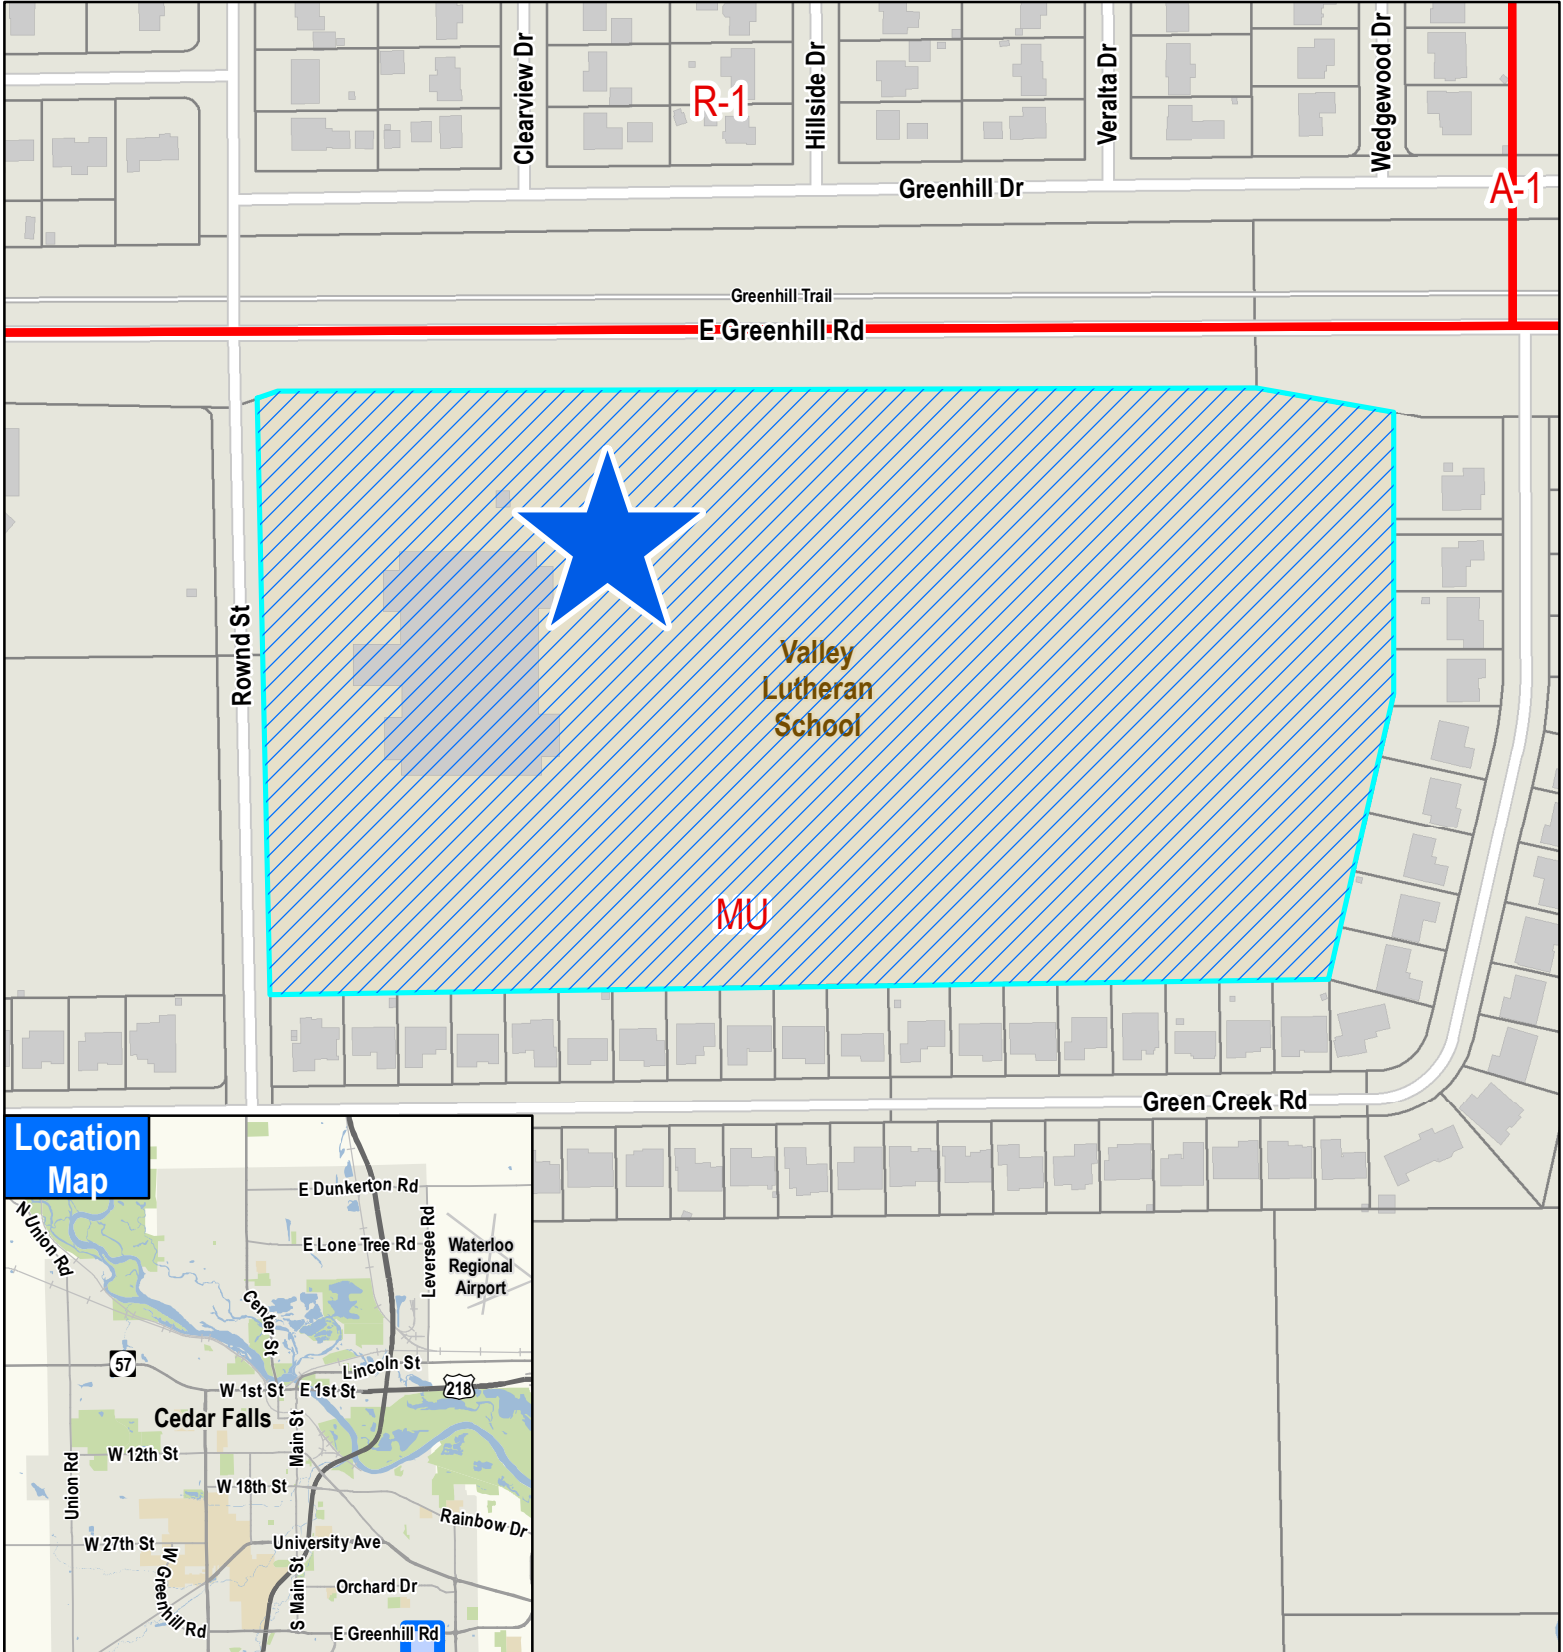 Clearview Dr
Hillside Dr
Veralta Dr
Wedgewood Dr
R-1
Greenhill Dr
A-1
Greenhill Trail
E Greenhill Rd
Rownd St
Valley
Lutheran
School
MU
Green Creek Rd
Location
Map
E Dunkerton Rd
N Union Rd
E Lone Tree Rd
Leversee Rd
Waterloo
Regional
Airport
Center St
57
Lincoln St
W 1st St
E 1st St
218
Cedar Falls
Main St
W 12th St
Union Rd
W 18th St
Rainbow Dr
W 27th St
University Ave
W Greenhill Rd
S Main St
Orchard Dr
E Greenhill Rd